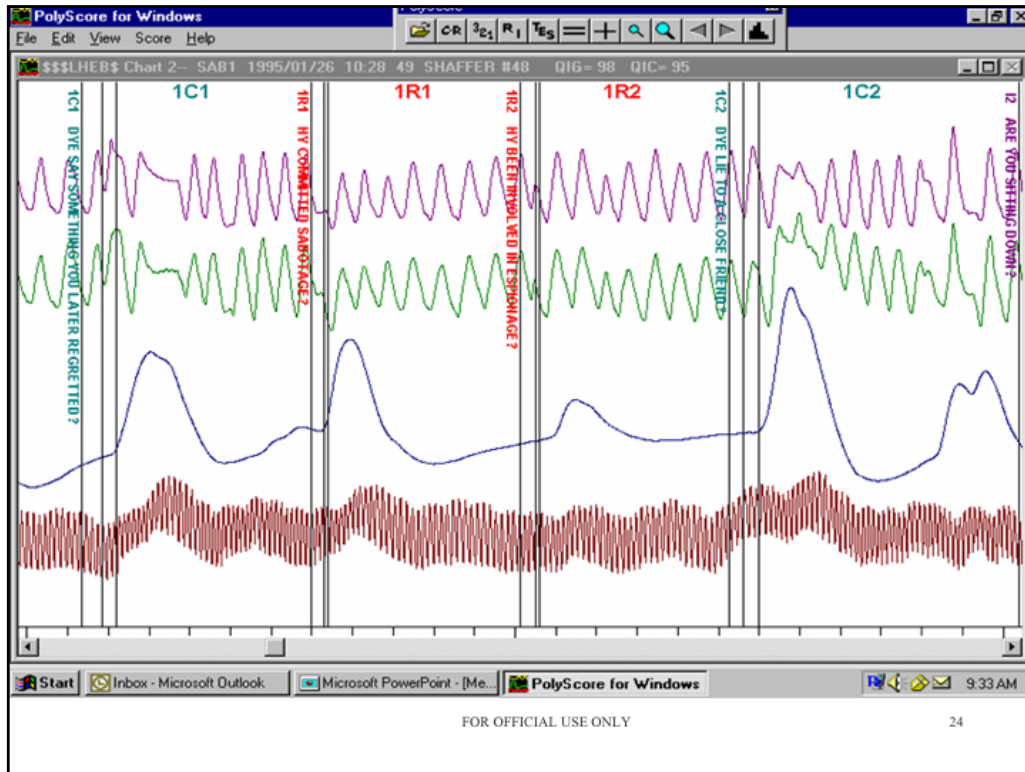 PolyScore for Windows
File Edit View Score Help
C-R 321 RI TES
$$$LHEB$ Chart 2-- SAB1 1995/01/26 10:28 49 SHAFFER #48 QIG= 98 QIC= 95
1C1 1R1 1R2 1C2
1C1 DYE SAY SOMETHING YOU LATER REGRETTED?
1R1 HY COMMITTED SABOTAGE?
1R2 HY BEEN INVOLVED IN ESPIONAGE?
1C2 DYE LIE TO A CLOSE FRIEND?
I2 ARE YOU SITTING DOWN?
Start Inbox - Microsoft Outlook Microsoft PowerPoint - [Me... PolyScore for Windows 9:33 AM
FOR OFFICIAL USE ONLY 24